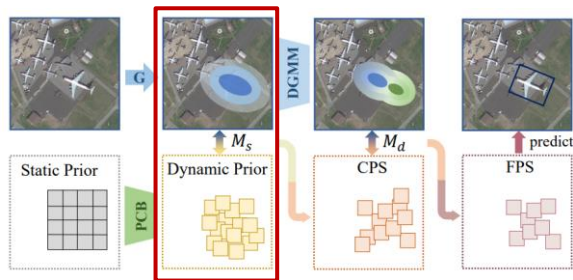 G
DGMM
M_s
M_d
predict
Static Prior
PCB
Dynamic Prior
CPS
FPS